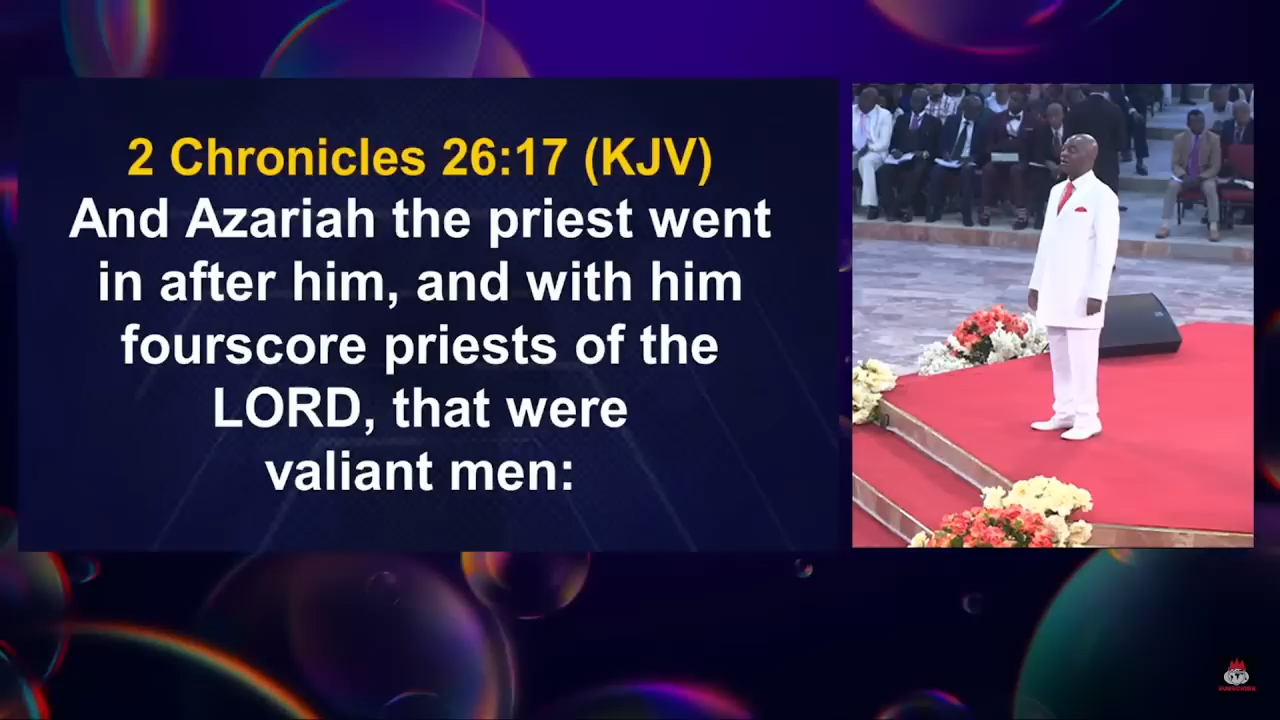 2 Chronicles 26:17 (KJV)
And Azariah the priest went
in after him, and with him
fourscore priests of the
LORD, that were
valiant men:
SUBSCRIBE